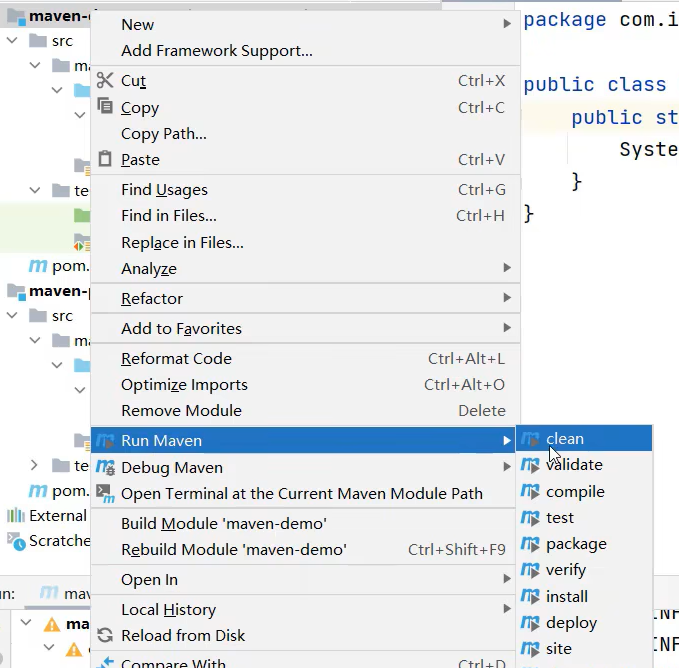 maven-
src
ma
te
pom.
maven-p
src
ma
te
pom.
External
Scratche
New
Add Framework Support...
Cut Ctrl+X
Copy Ctrl+C
Copy Path...
Paste Ctrl+V
Find Usages Ctrl+G
Find in Files... Ctrl+H
Replace in Files...
Analyze
Refactor
Add to Favorites
Reformat Code Ctrl+Alt+L
Optimize Imports Ctrl+Alt+O
Remove Module Delete
Run Maven
Debug Maven
Open Terminal at the Current Maven Module Path
Build Module 'maven-demo'
Rebuild Module 'maven-demo' Ctrl+Shift+F9
Open In
Local History
Reload from Disk
Compare With... Ctrl+D
clean
validate
compile
test
package
verify
install
deploy
site
package com.i
public class
public st
Syste
}
}
un:
mav
ma
INF
INF